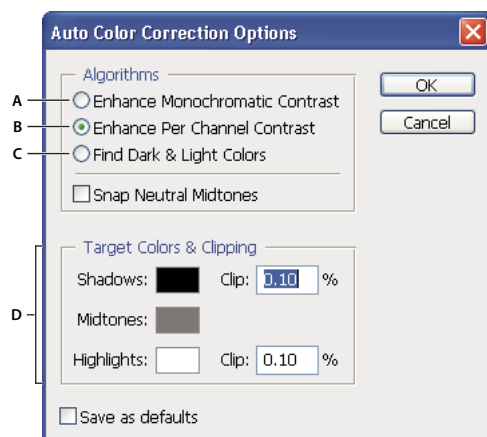 Auto Color Correction Options
Algorithms
A
Enhance Monochromatic Contrast
OK
B
Enhance Per Channel Contrast
Cancel
C
Find Dark & Light Colors
Snap Neutral Midtones
Target Colors & Clipping
Shadows: Clip: 0.10 %
D
Midtones:
Highlights: Clip: 0.10 %
Save as defaults